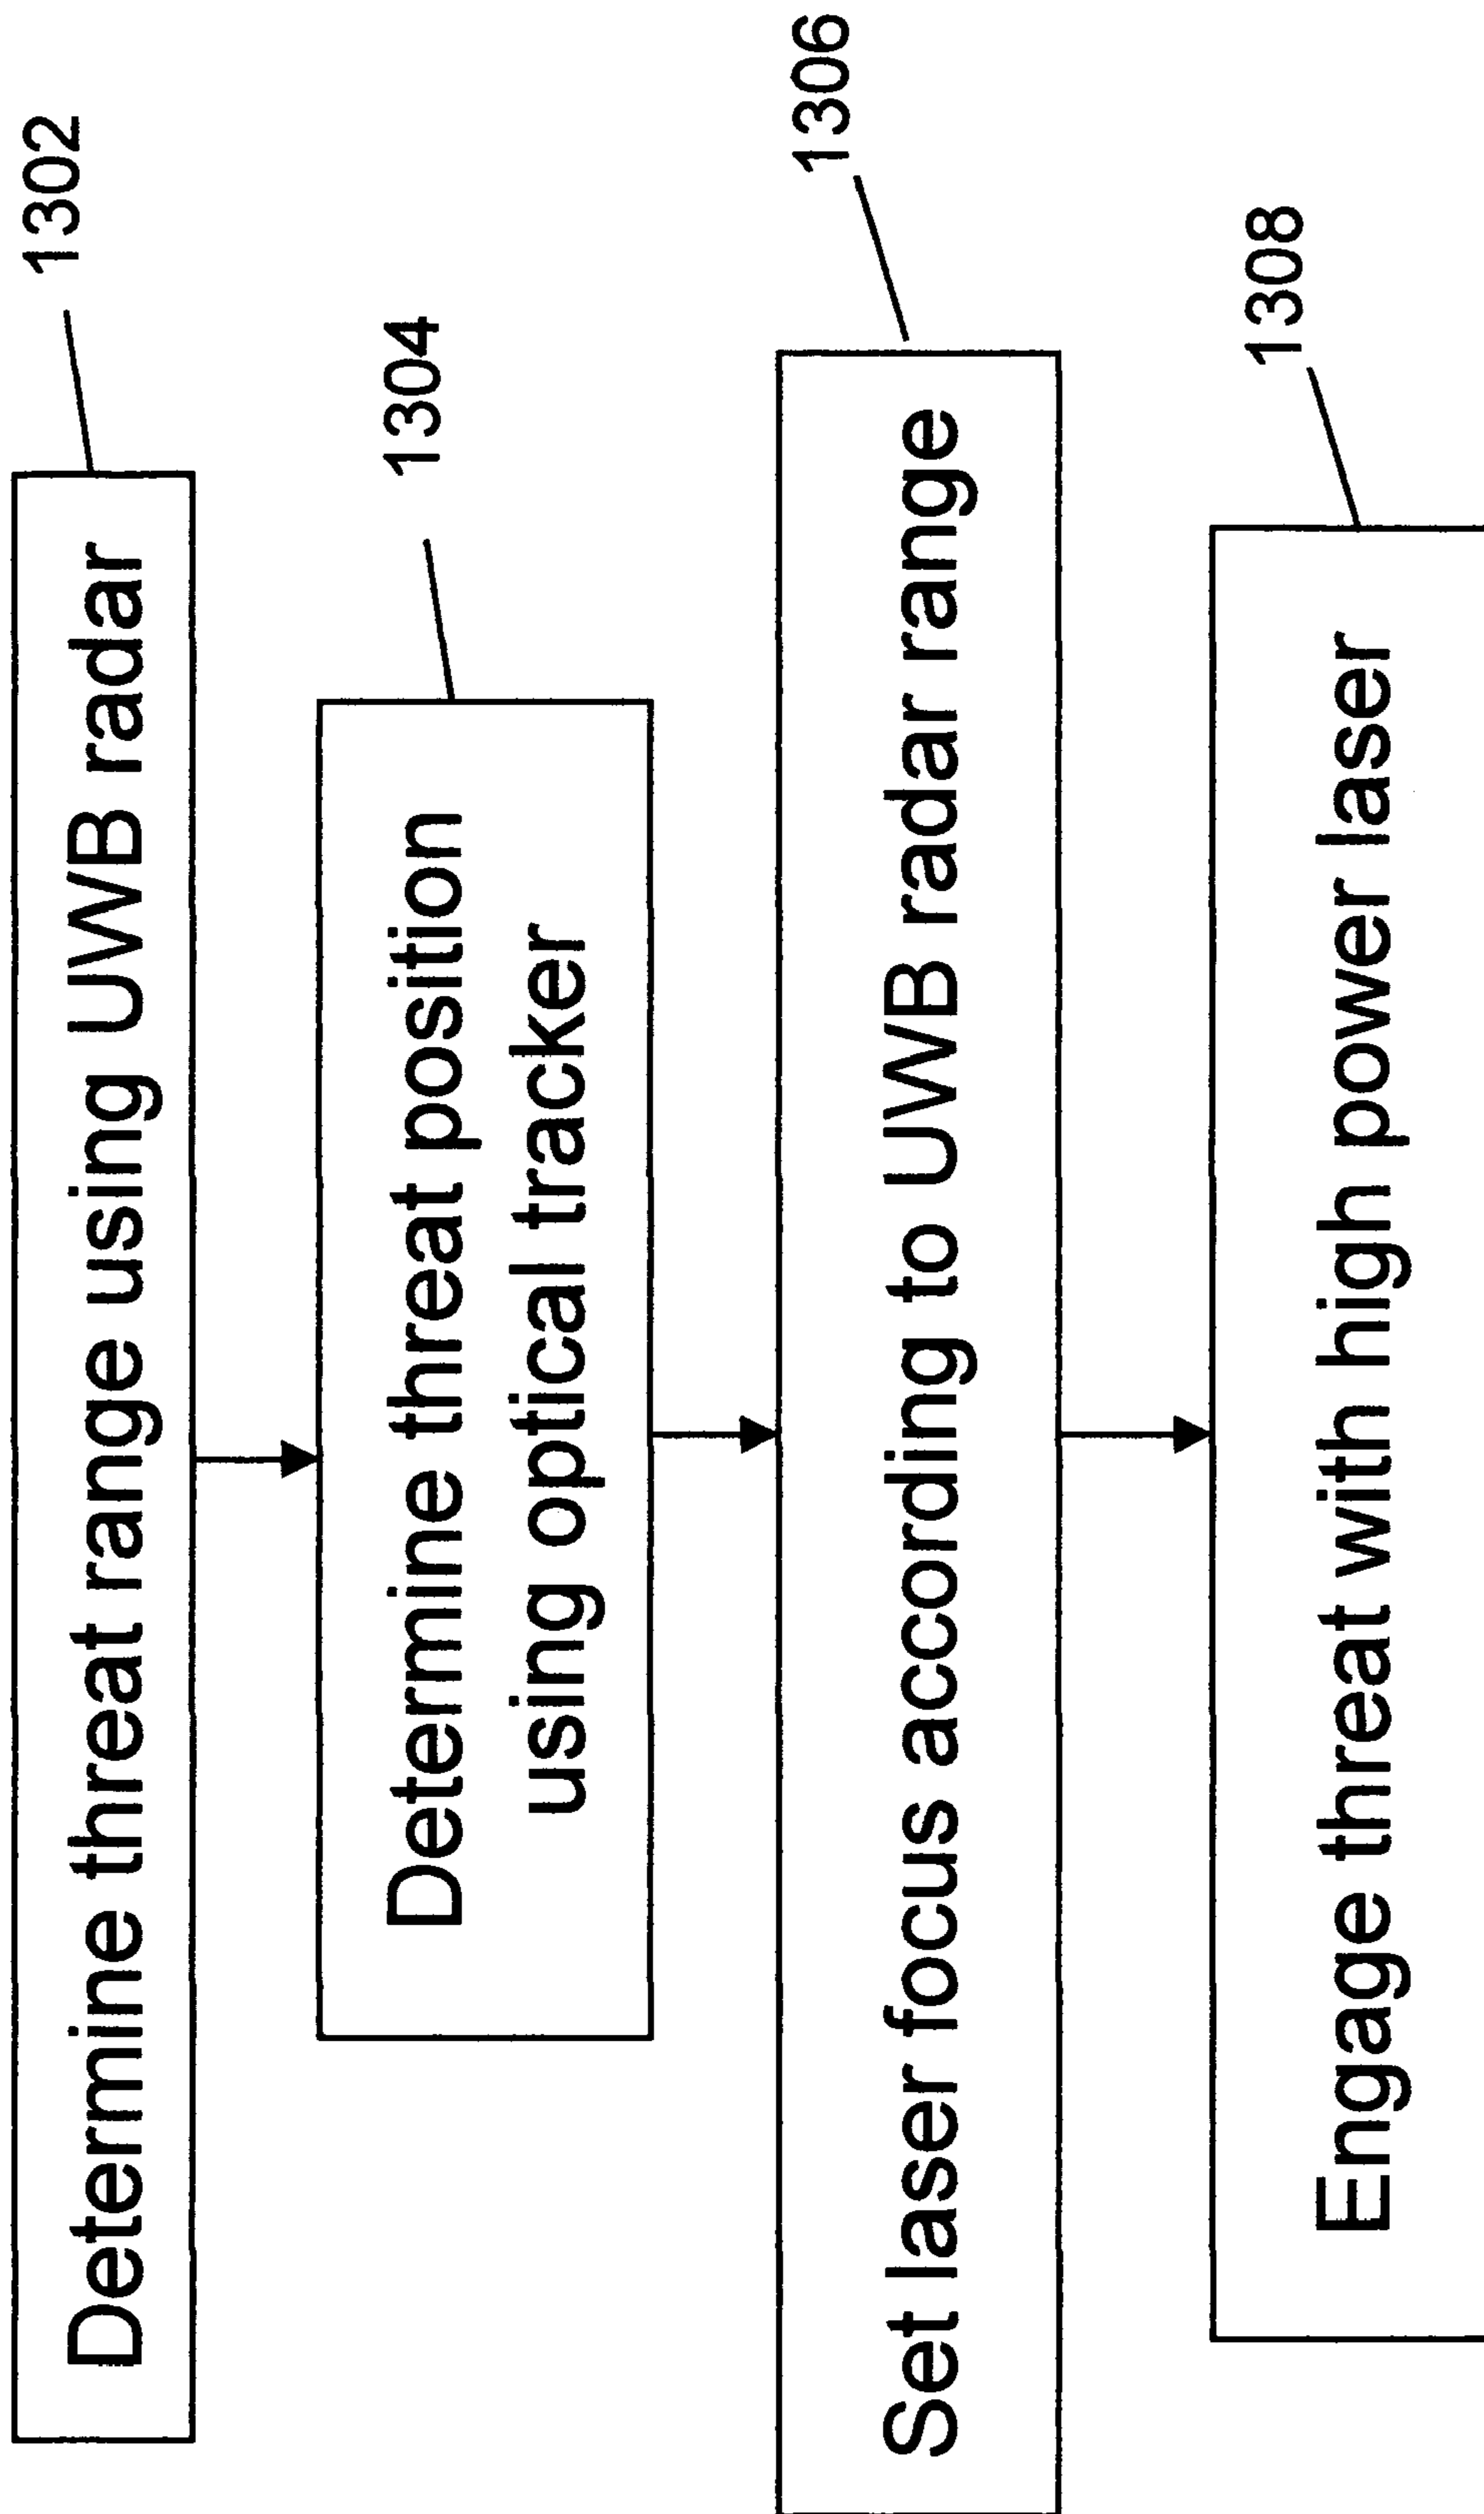 Determine threat range using UWB radar
1302
Determine threat position
using optical tracker
1304
Set laser focus according to UWB radar range
1306
Engage threat with high power laser
1308